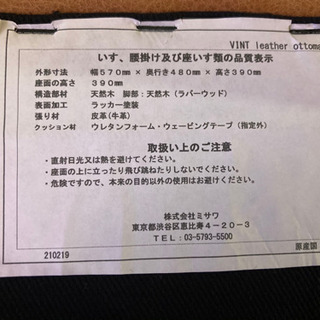 VINT leather ottoma
いす、腰掛け及び座いす類の品質表示
外形寸法 幅570mm × 奥行き480mm × 高さ390mm
座面の高さ 390mm
構造部材 天然木 脚部：天然木（ラバーウッド）
表面加工 ラッカー塗装
張り材 皮革(牛革)
クッション材 ウレタンフォーム・ウェービングテープ（指定外）
取扱い上のご注意
・直射日光又は熱を避けてください。
・座面の上に立ったり飛び跳ねたりしないでください。
・危険ですので、本来の目的以外の使用はお避けください。
株式会社ミサワ
東京都渋谷区恵比寿4－20－3
TEL：03-5793-5500
210219
原産国